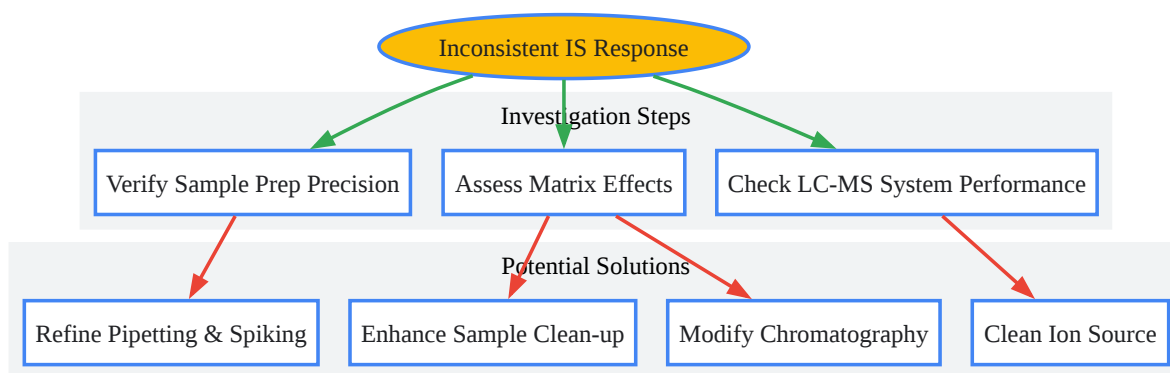 Inconsistent IS Response
Investigation Steps
Verify Sample Prep Precision
Assess Matrix Effects
Check LC-MS System Performance
Potential Solutions
Refine Pipetting & Spiking
Enhance Sample Clean-up
Modify Chromatography
Clean Ion Source